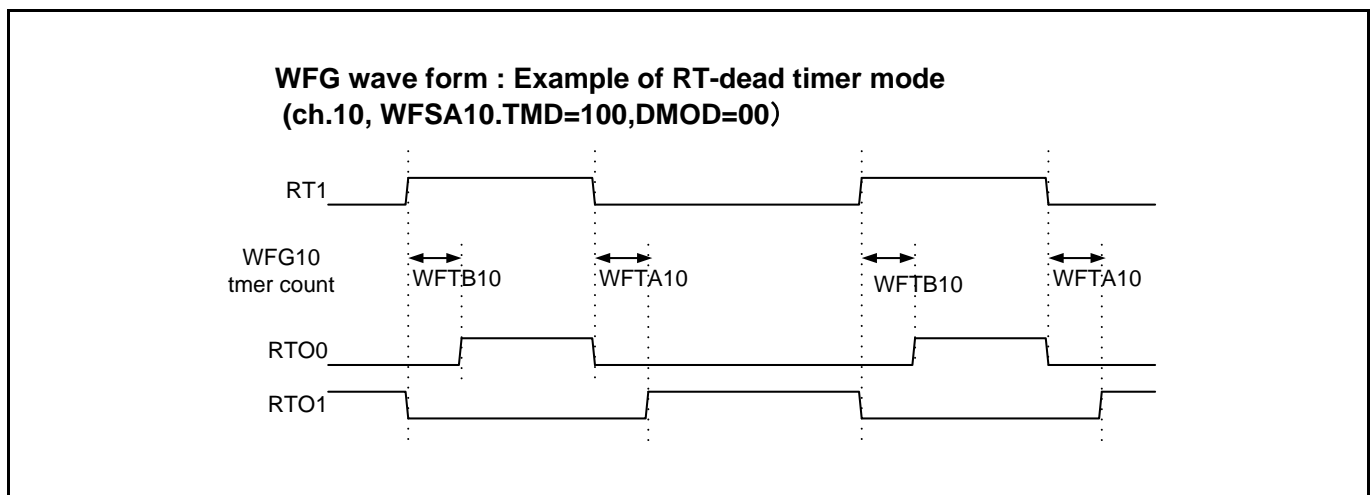 WFG wave form : Example of RT-dead timer mode
(ch.10, WFSA10.TMD=100,DMOD=00）
RT1
WFG10
tmer count
WFTB10
WFTA10
WFTB10
WFTA10
RTO0
RTO1